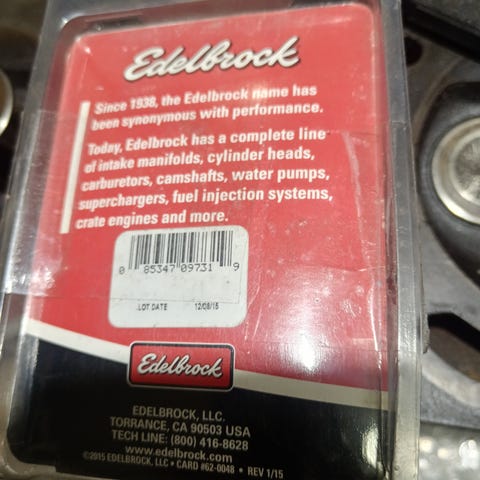 Edelbrock
Since 1938, the Edelbrock name has
been synonymous with performance.
Today, Edelbrock has a complete line
of intake manifolds, cylinder heads,
carburetors, camshafts, water pumps,
superchargers, fuel injection systems,
crate engines and more.
0 85347 09731 9
LOT DATE 12/08/15
Edelbrock
EDELBROCK, LLC.
TORRANCE, CA 90503 USA
TECH LINE: (800) 416-8628
www.edelbrock.com
©2015 EDELBROCK, LLC • CARD #62-0048 • REV 1/15